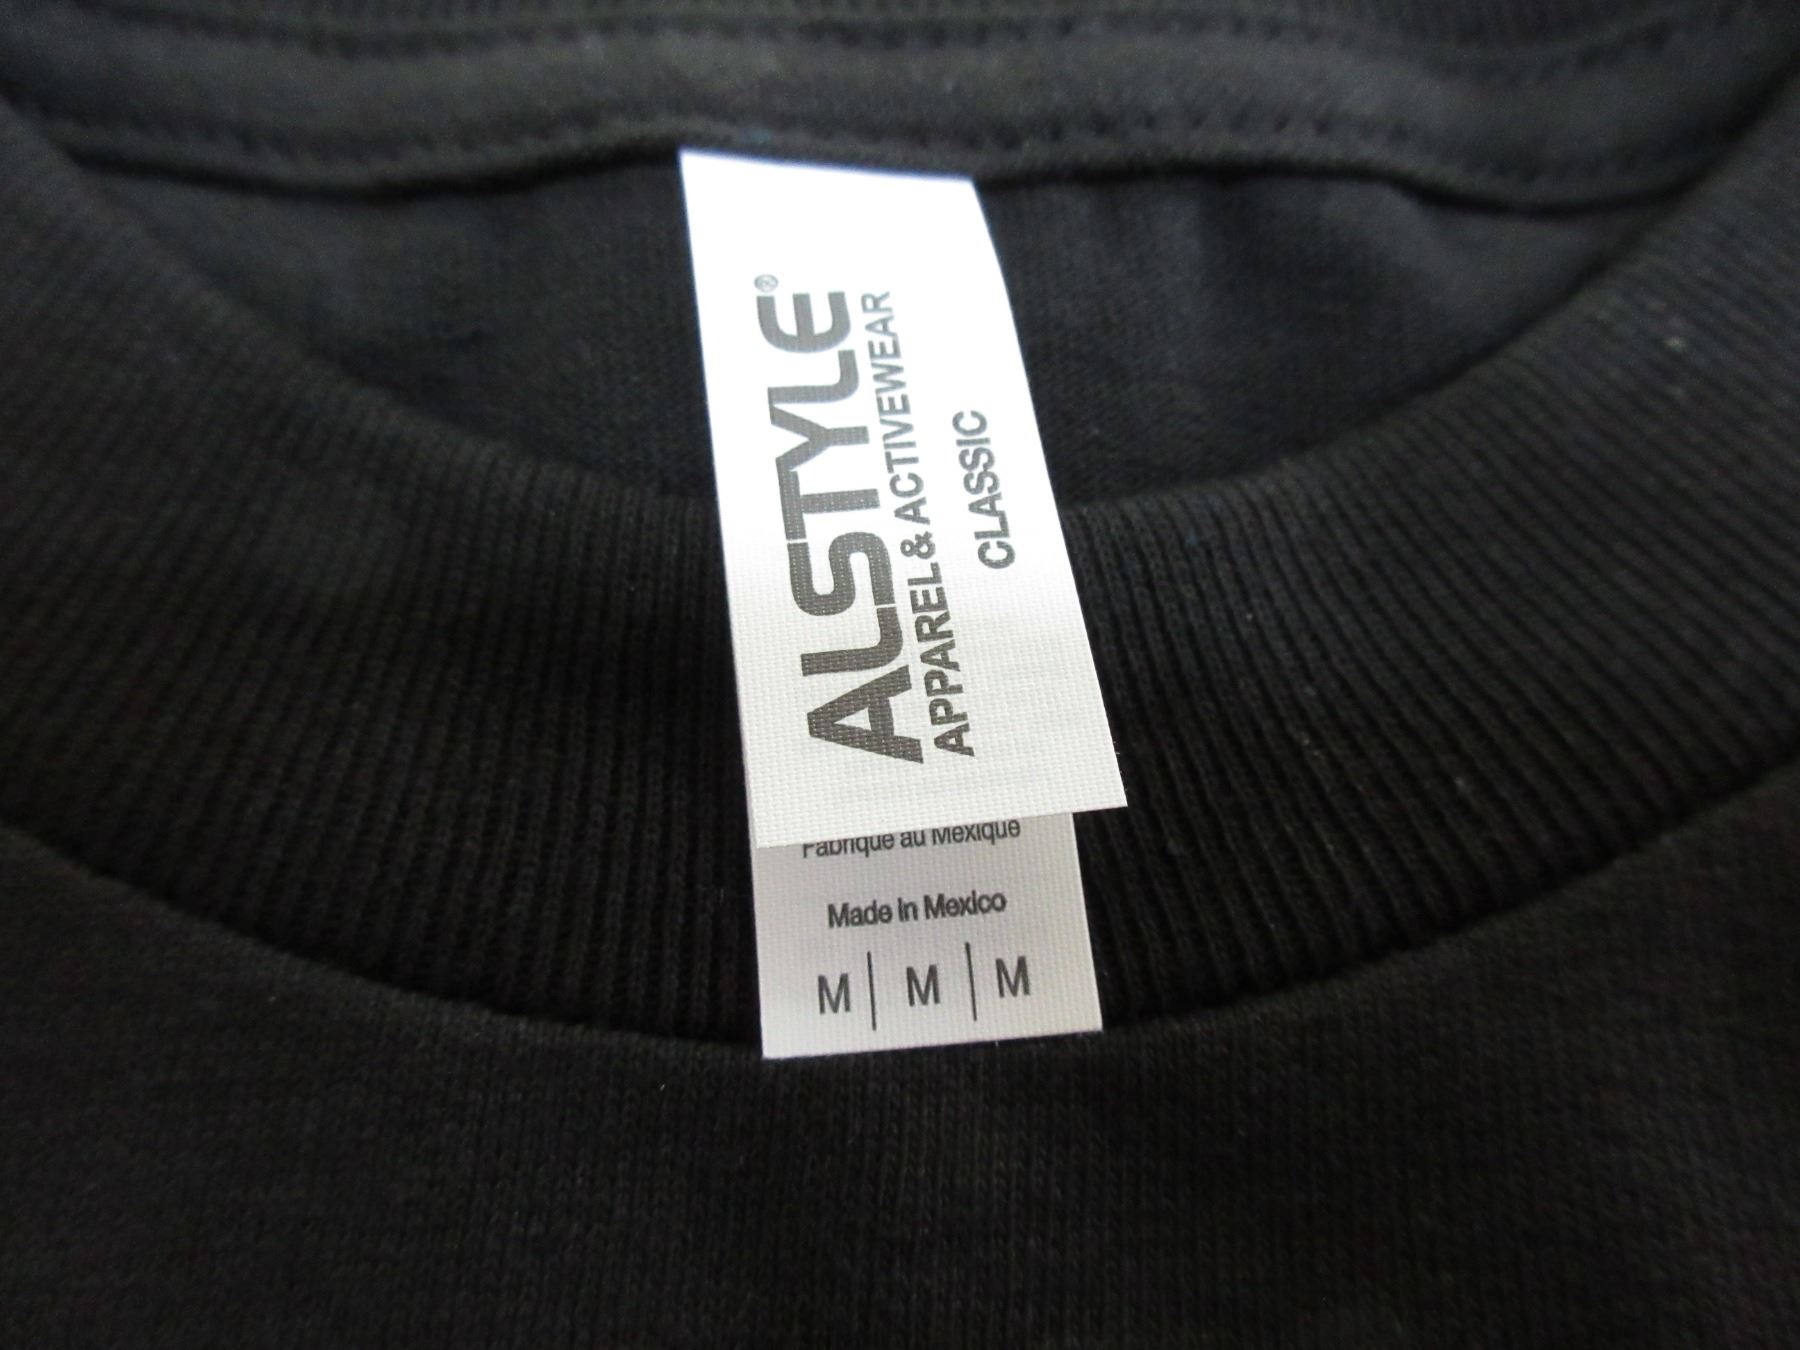 ALSTYLE®
APPAREL & ACTIVEWEAR
CLASSIC
Fabrique au Mexique
Made in Mexico
M | M | M